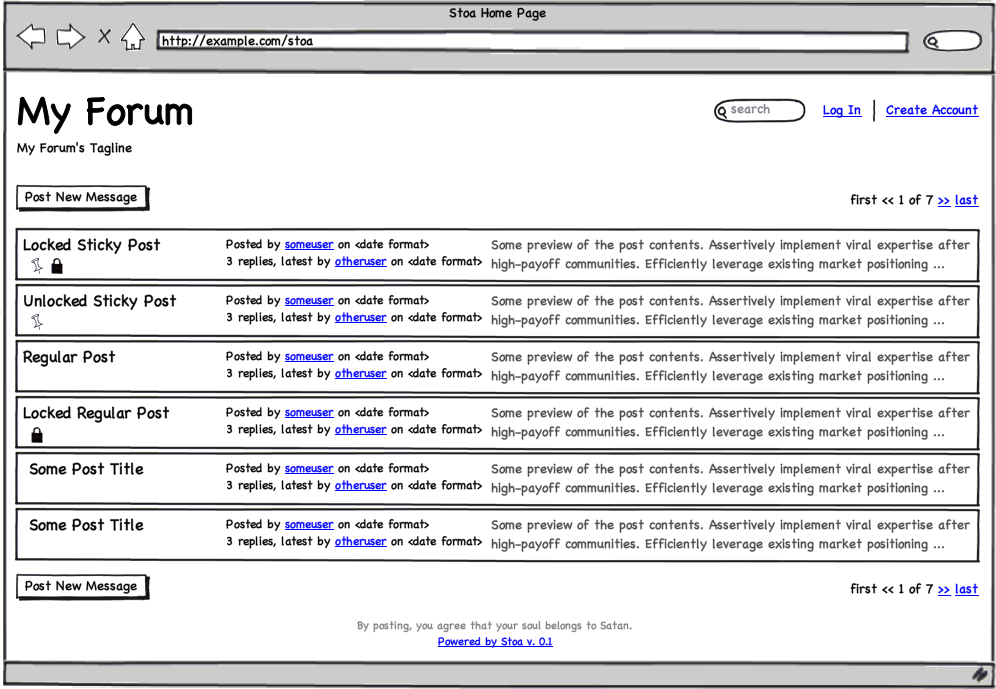 Stoa Home Page
http://example.com/stoa
My Forum
search Log In | Create Account
My Forum's Tagline
Post New Message
first << 1 of 7 >> last
Locked Sticky Post
Posted by someuser on <date format>
3 replies, latest by otheruser on <date format>
Some preview of the post contents. Assertively implement viral expertise after
high-payoff communities. Efficiently leverage existing market positioning ...
Unlocked Sticky Post
Posted by someuser on <date format>
3 replies, latest by otheruser on <date format>
Some preview of the post contents. Assertively implement viral expertise after
high-payoff communities. Efficiently leverage existing market positioning ...
Regular Post
Posted by someuser on <date format>
3 replies, latest by otheruser on <date format>
Some preview of the post contents. Assertively implement viral expertise after
high-payoff communities. Efficiently leverage existing market positioning ...
Locked Regular Post
Posted by someuser on <date format>
3 replies, latest by otheruser on <date format>
Some preview of the post contents. Assertively implement viral expertise after
high-payoff communities. Efficiently leverage existing market positioning ...
Some Post Title
Posted by someuser on <date format>
3 replies, latest by otheruser on <date format>
Some preview of the post contents. Assertively implement viral expertise after
high-payoff communities. Efficiently leverage existing market positioning ...
Some Post Title
Posted by someuser on <date format>
3 replies, latest by otheruser on <date format>
Some preview of the post contents. Assertively implement viral expertise after
high-payoff communities. Efficiently leverage existing market positioning ...
Post New Message
first << 1 of 7 >> last
By posting, you agree that your soul belongs to Satan.
Powered by Stoa v. 0.1